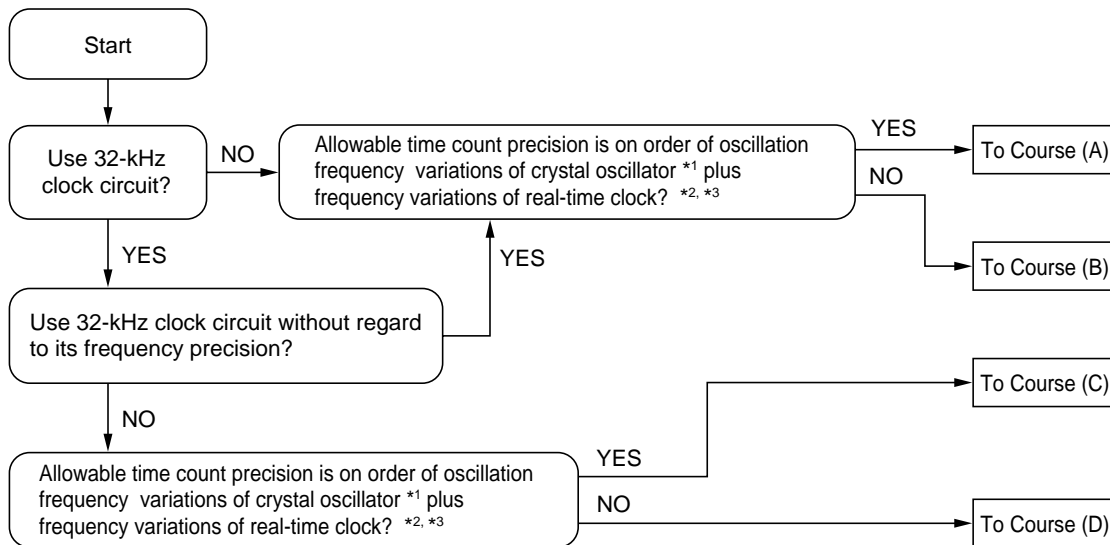 Start
Use 32-kHz
clock circuit?
NO
Allowable time count precision is on order of oscillation
frequency variations of crystal oscillator *1 plus
frequency variations of real-time clock? *2, *3
YES
To Course (A)
NO
To Course (B)
YES
YES
Use 32-kHz clock circuit without regard
to its frequency precision?
To Course (C)
NO
Allowable time count precision is on order of oscillation
frequency variations of crystal oscillator *1 plus
frequency variations of real-time clock? *2, *3
YES
NO
To Course (D)